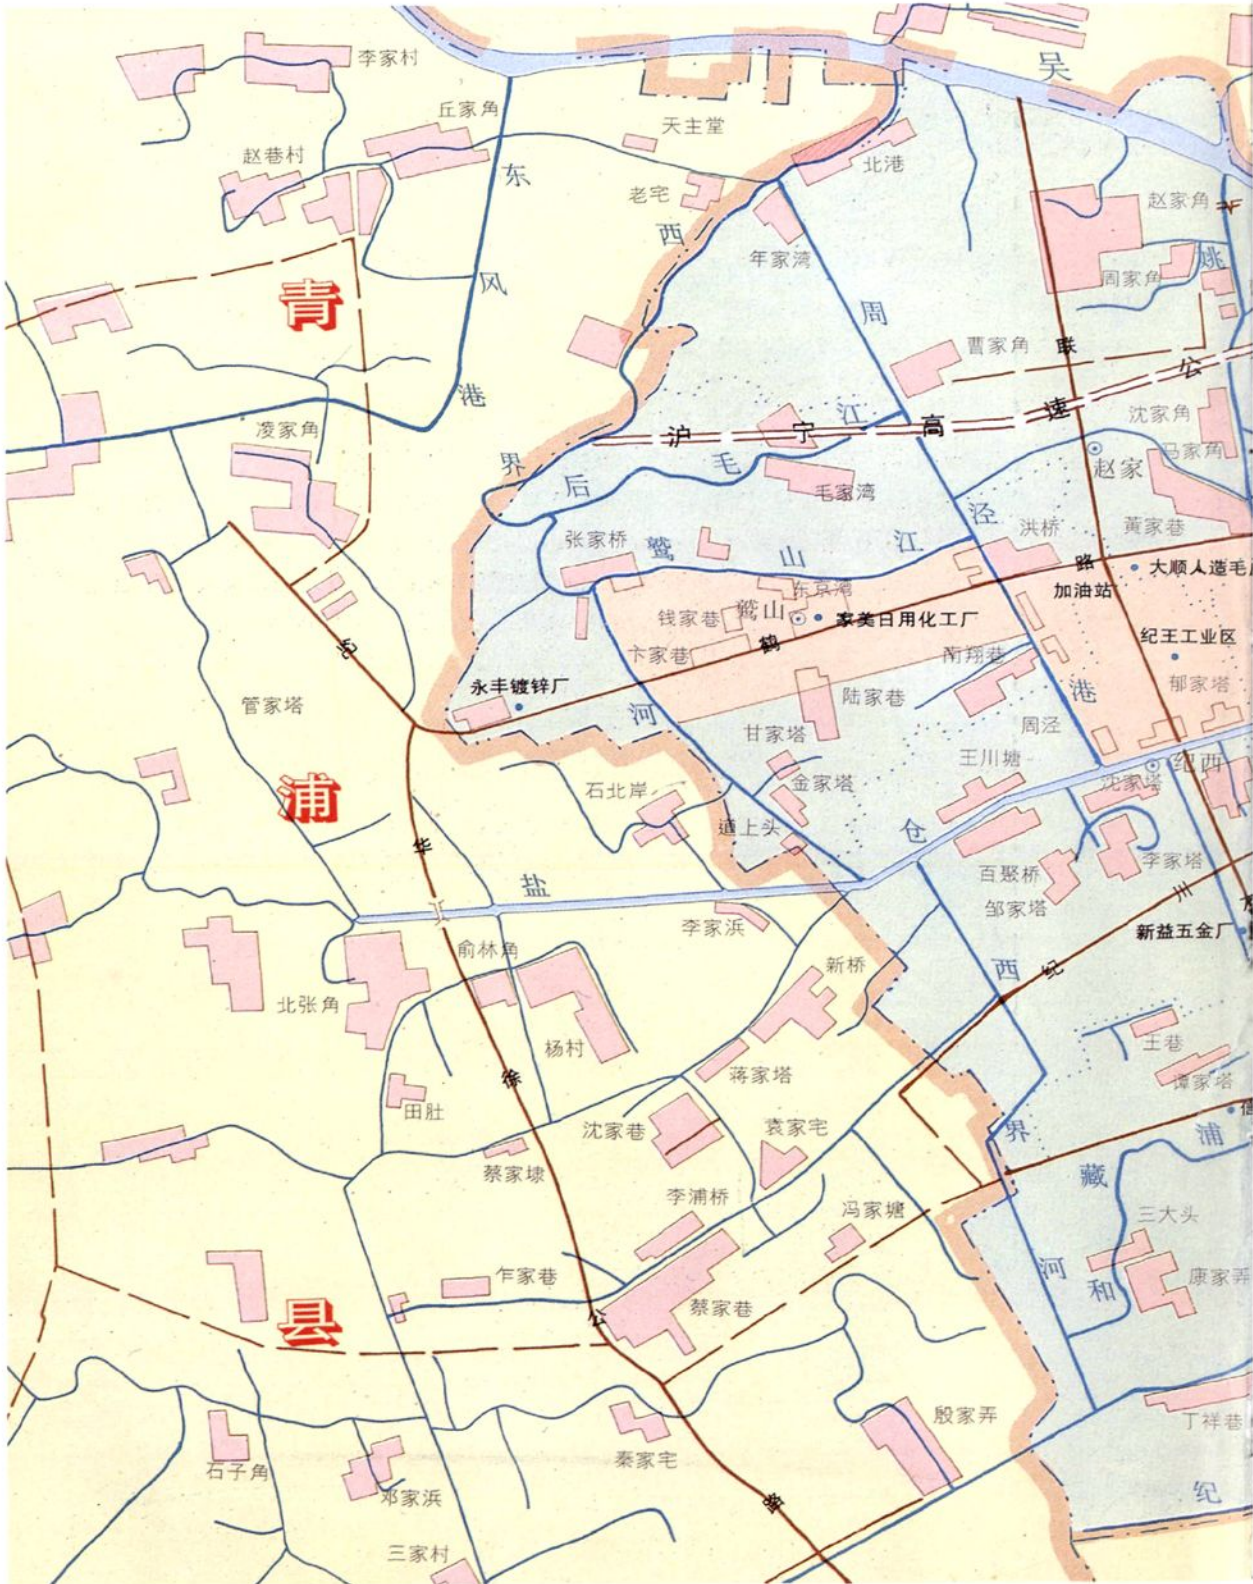 李家村
丘家角
天主堂
吴
赵巷村
东
老宅
西
北港
赵家角
年家湾
周家角
姚
青
风
周
曹家角
联
公
港
凌家角
沪
宁
江
高
速
沈家角
界
后
毛
毛家湾
赵家
马家角
张家桥
鹫
山
江
泾
洪桥
黄家巷
路
加油站
大顺人造毛
东京湾
钱家巷
鹫山
家美日用化工厂
纪王工业区
卞家巷
鹤
南翔巷
郁家塔
永丰镀锌厂
河
陆家巷
港
管家塔
甘家塔
周泾
浦
石北岸
金家塔
王川塘
沈家塔
纪西
道上头
仓
华
百聚桥
李家塔
盐
邹家塔
兰
李家浜
新益五金厂
俞林角
新桥
西
纪
北张角
杨村
蒋家塔
王巷
徐
谭家塔
田肚
沈家巷
袁家宅
界
浦
蔡家埭
藏
李浦桥
冯家塘
三大头
乍家巷
河
和
康家弄
县
公
蔡家巷
殷家弄
丁祥巷
石子角
秦家宅
邓家浜
路
纪
三家村